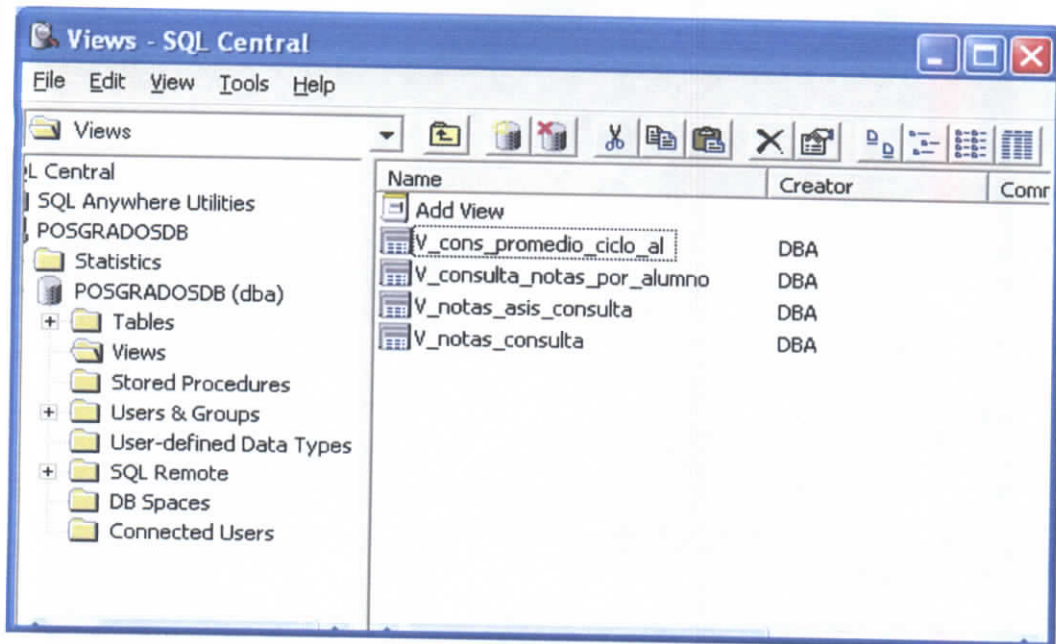 Views - SQL Central
File Edit View Tools Help
Views
L Central
SQL Anywhere Utilities
POSGRADOSDB
Statistics
POSGRADOSDB (dba)
Tables
Views
Stored Procedures
Users & Groups
User-defined Data Types
SQL Remote
DB Spaces
Connected Users
Name Creator Comr
Add View
V_cons_promedio_ciclo_al DBA
V_consulta_notas_por_alumno DBA
V_notas_asis_consulta DBA
V_notas_consulta DBA